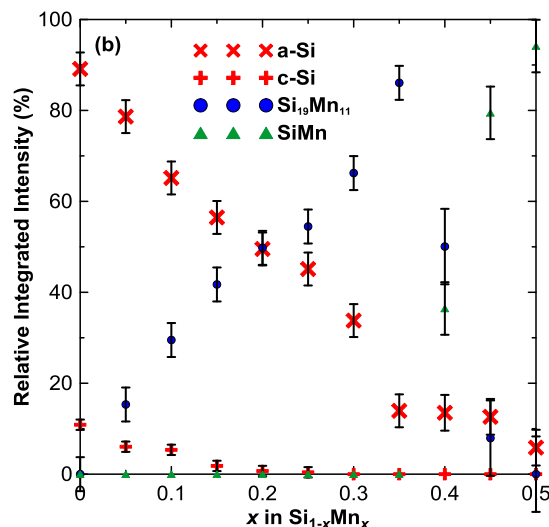 (b)
a-Si
c-Si
Si₁₉Mn₁₁
SiMn
Relative Integrated Intensity (%)
100
80
60
40
20
0
0
0.1
0.2
0.3
0.4
0.5
x in Si₁₋ₓMnₓ